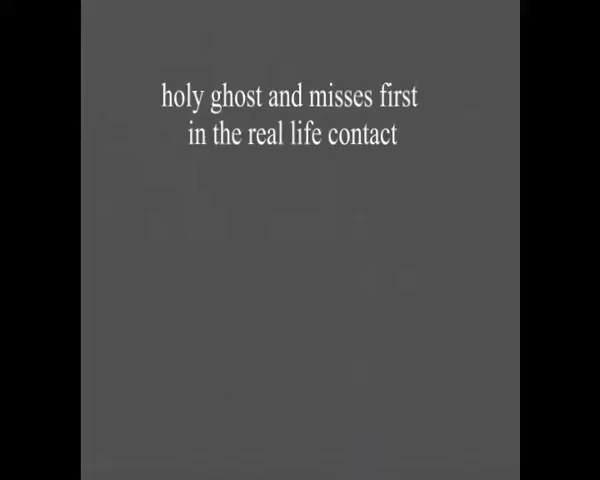 holy ghost and misses first
in the real life contact